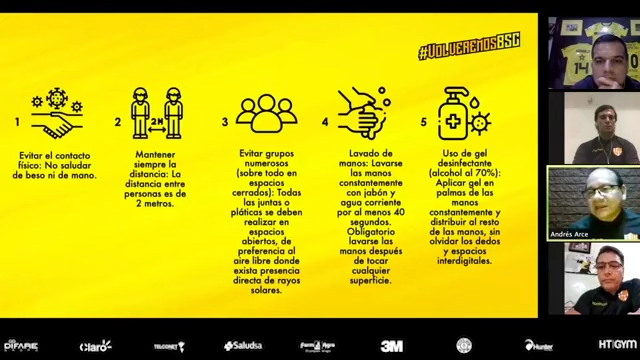 #VOLVEREMOSBSC
1
Evitar el contacto
físico: No saludar
de beso ni de mano.
2
2M
Mantener
siempre la
distancia: La
distancia entre
personas es de
2 metros.
3
Evitar grupos
numerosos
(sobre todo en
espacios
cerrados): Todas
las juntas o
pláticas se deben
realizar en
espacios
abiertos, de
preferencia al
aire libre donde
exista presencia
directa de rayos
solares.
4
Lavado de
manos: Lavarse
las manos
constantemente
con jabón y
agua corriente
por al menos 40
segundos.
Obligatorio
lavarse las
manos después
de tocar
cualquier
superficie.
5
Uso de gel
desinfectante
(alcohol al 70%):
Aplicar gel en
palmas de las
manos
constantemente y
distribuir al resto
de las manos, sin
olvidar los dedos
y espacios
interdigitales.
14
Andrés Arce
DIFARE
Claro
TELCONET
Saludsa
3M
Hunter
HTGYM